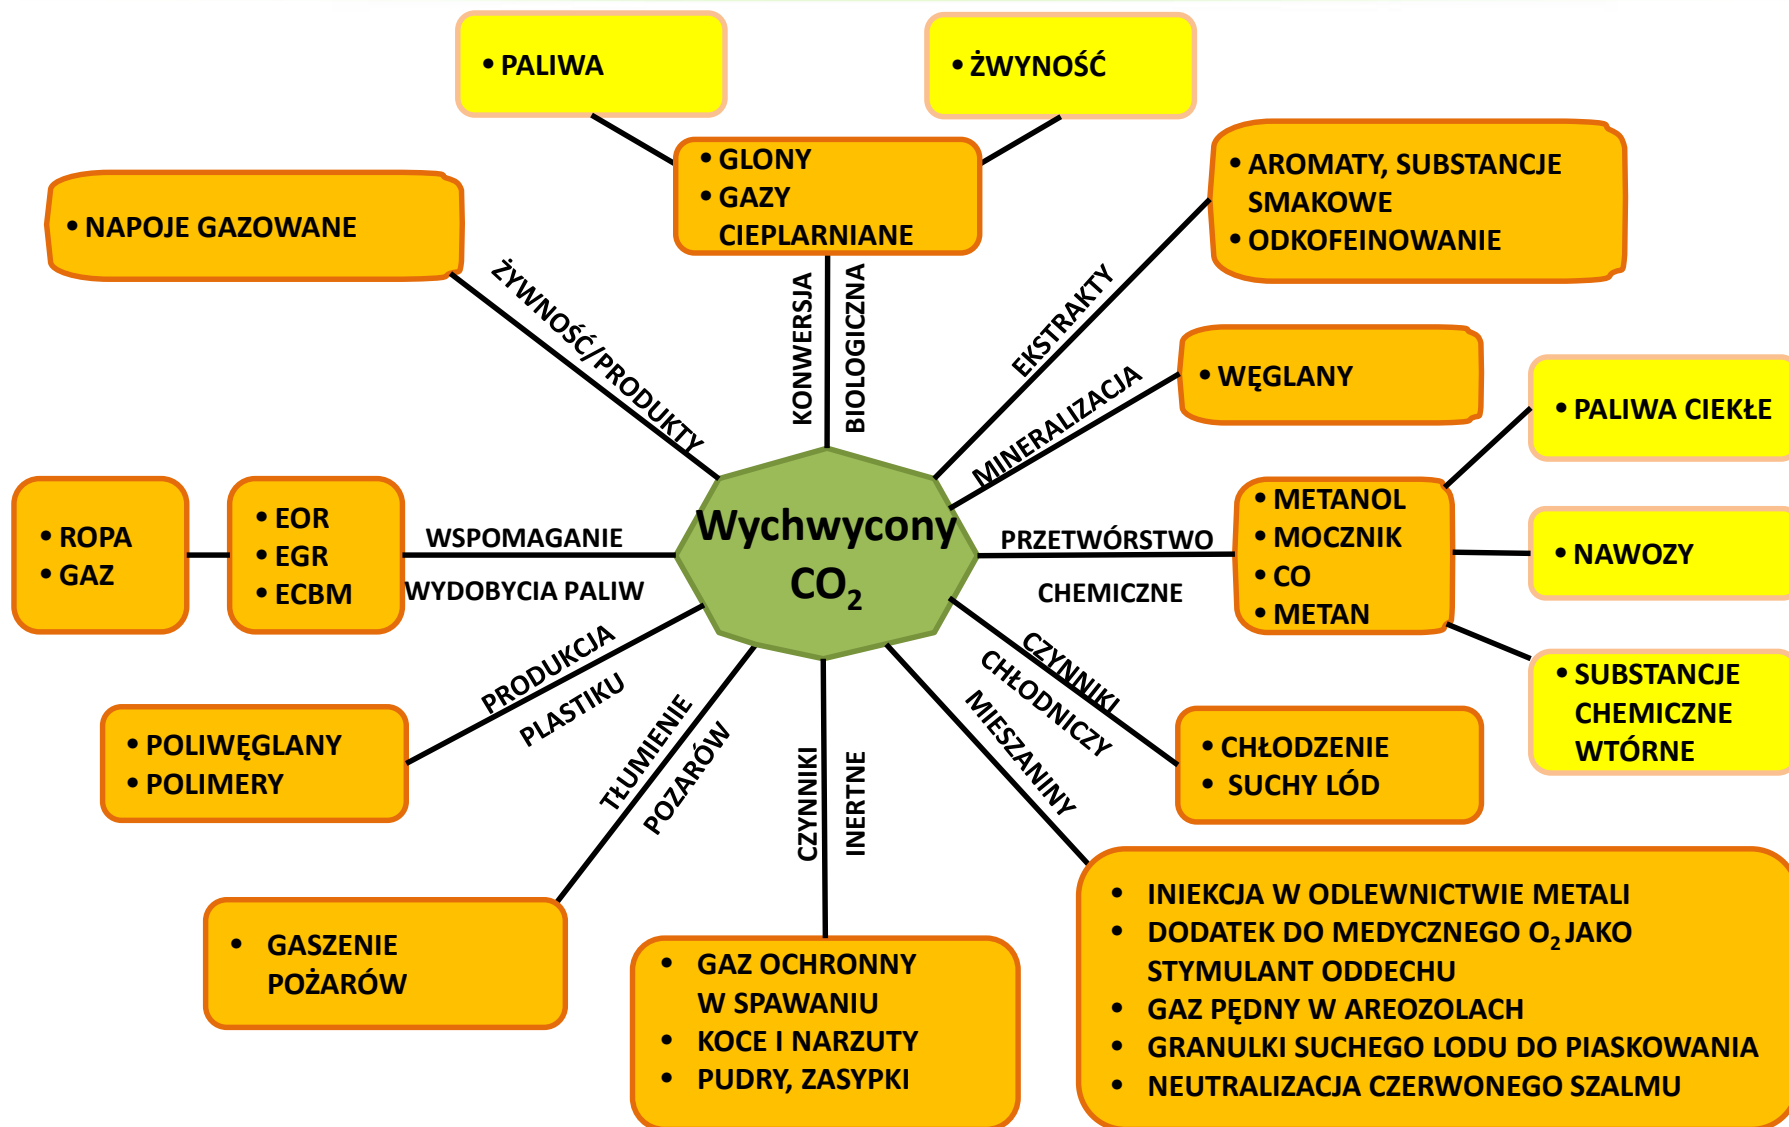 • PALIWA
• ŻWYNOŚĆ
• GLONY
• GAZY
CIEPLARNIANE
• AROMATY, SUBSTANCJE
SMAKOWE
• ODKOFEINOWANIE
• NAPOJE GAZOWANE
ŻYWNOŚĆ/PRODUKTY
KONWERSJA
BIOLOGICZNA
EKSTRAKTY
MINERALIZACJA
• WĘGLANY
• PALIWA CIEKŁE
• ROPA
• GAZ
• EOR
• EGR
• ECBM
WSPOMAGANIE
WYDOBYCIA PALIW
Wychwycony
CO₂
PRZETWÓRSTWO
CHEMICZNE
• METANOL
• MOCZNIK
• CO
• METAN
• NAWOZY
• SUBSTANCJE
CHEMICZNE
WTÓRNE
PRODUKCJA
PLASTIKU
• POLIWĘGLANY
• POLIMERY
TŁUMIENIE
POZARÓW
CZYNNIKI
INERTNE
MIESZANINY
CZYNNIKI
CHŁODNICZY
• CHŁODZENIE
• SUCHY LÓD
• GASZENIE
POŻARÓW
• GAZ OCHRONNY
W SPAWANIU
• KOCE I NARZUTY
• PUDRY, ZASYPKI
• INIEKCJA W ODLEWNICTWIE METALI
• DODATEK DO MEDYCZNEGO O₂ JAKO
STYMULANT ODDECHU
• GAZ PĘDNY W AREOZOLACH
• GRANULKI SUCHEGO LODU DO PIASKOWANIA
• NEUTRALIZACJA CZERWONEGO SZALMU